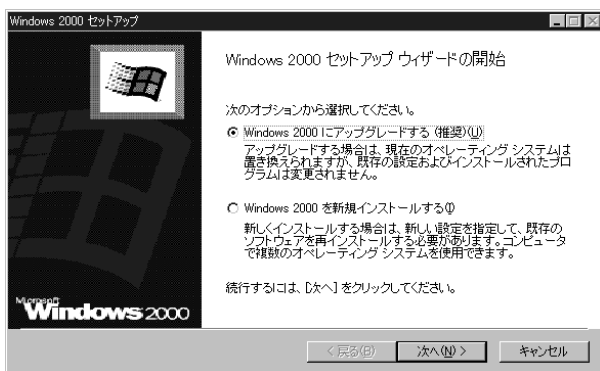 Windows 2000 セットアップ
Windows 2000 セットアップ ウィザードの開始
次のオプションから選択してください。
Windows 2000 にアップグレードする (推奨)(U)
アップグレードする場合は、現在のオペレーティング システムは
置き換えられますが、既存の設定およびインストールされたプロ
グラムは変更されません。
Windows 2000 を新規インストールする(I)
新しくインストールする場合は、新しい設定を指定して、既存の
ソフトウェアを再インストールする必要があります。コンピュータ
で複数のオペレーティング システムを使用できます。
続行するには、[次へ] をクリックしてください。
Microsoft
Windows 2000
< 戻る(B)
次へ(N) >
キャンセル